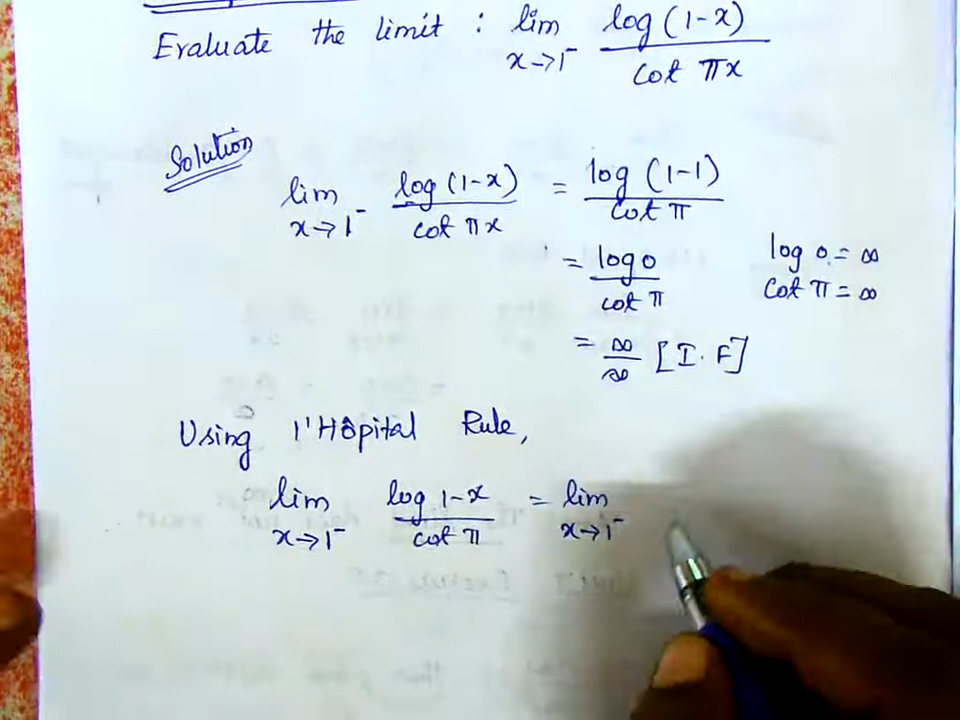 Evaluate the limit : lim x→1⁻ log (1-x) / cot πx
Solution
lim x→1⁻ log (1-x) / cot πx = log (1-1) / cot π
= log 0 / cot π
log 0 = ∞
cot π = ∞
= ∞ / ∞ [I.F]
Using l'Hôpital Rule,
lim x→1⁻ log 1-x / cot π = lim x→1⁻